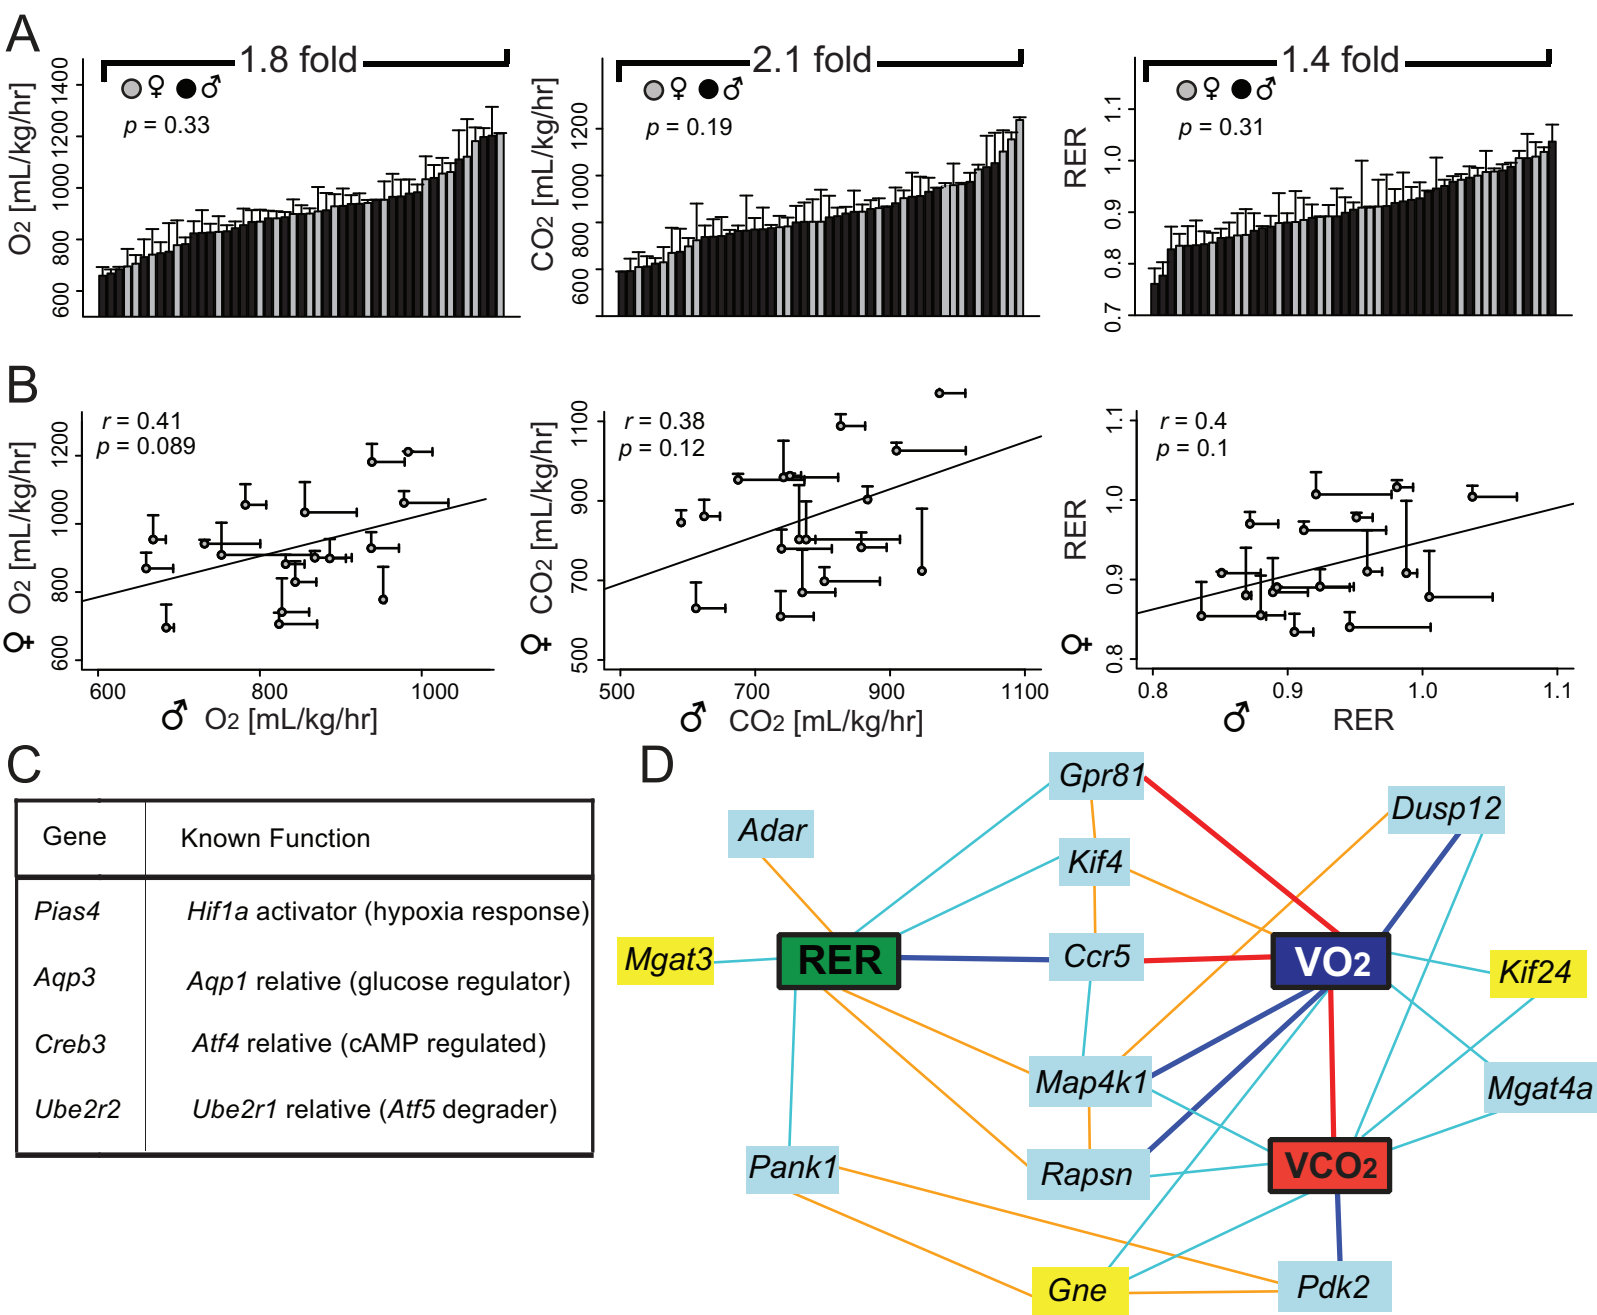 A
1.8 fold
♀ ♂
p = 0.33
O2 [mL/kg/hr]
600 800 1000 1200 1400
2.1 fold
♀ ♂
p = 0.19
CO2 [mL/kg/hr]
600 800 1000 1200
1.4 fold
♀ ♂
p = 0.31
RER
0.7 0.8 0.9 1.0 1.1
B
r = 0.41
p = 0.089
♀ O2 [mL/kg/hr]
600 800 1000 1200
600 800 1000
♂ O2 [mL/kg/hr]
r = 0.38
p = 0.12
♀ CO2 [mL/kg/hr]
500 700 900 1100
500 700 900 1100
♂ CO2 [mL/kg/hr]
r = 0.4
p = 0.1
♀ RER
0.8 0.9 1.0 1.1
0.8 0.9 1.0 1.1
♂ RER
C
Gene Known Function
Pias4 Hif1a activator (hypoxia response)
Aqp3 Aqp1 relative (glucose regulator)
Creb3 Atf4 relative (cAMP regulated)
Ube2r2 Ube2r1 relative (Atf5 degrader)
D
Gpr81
Dusp12
Adar
Kif4
Mgat3
RER
Ccr5
VO2
Kif24
Map4k1
Mgat4a
Pank1
Rapsn
VCO2
Gne
Pdk2